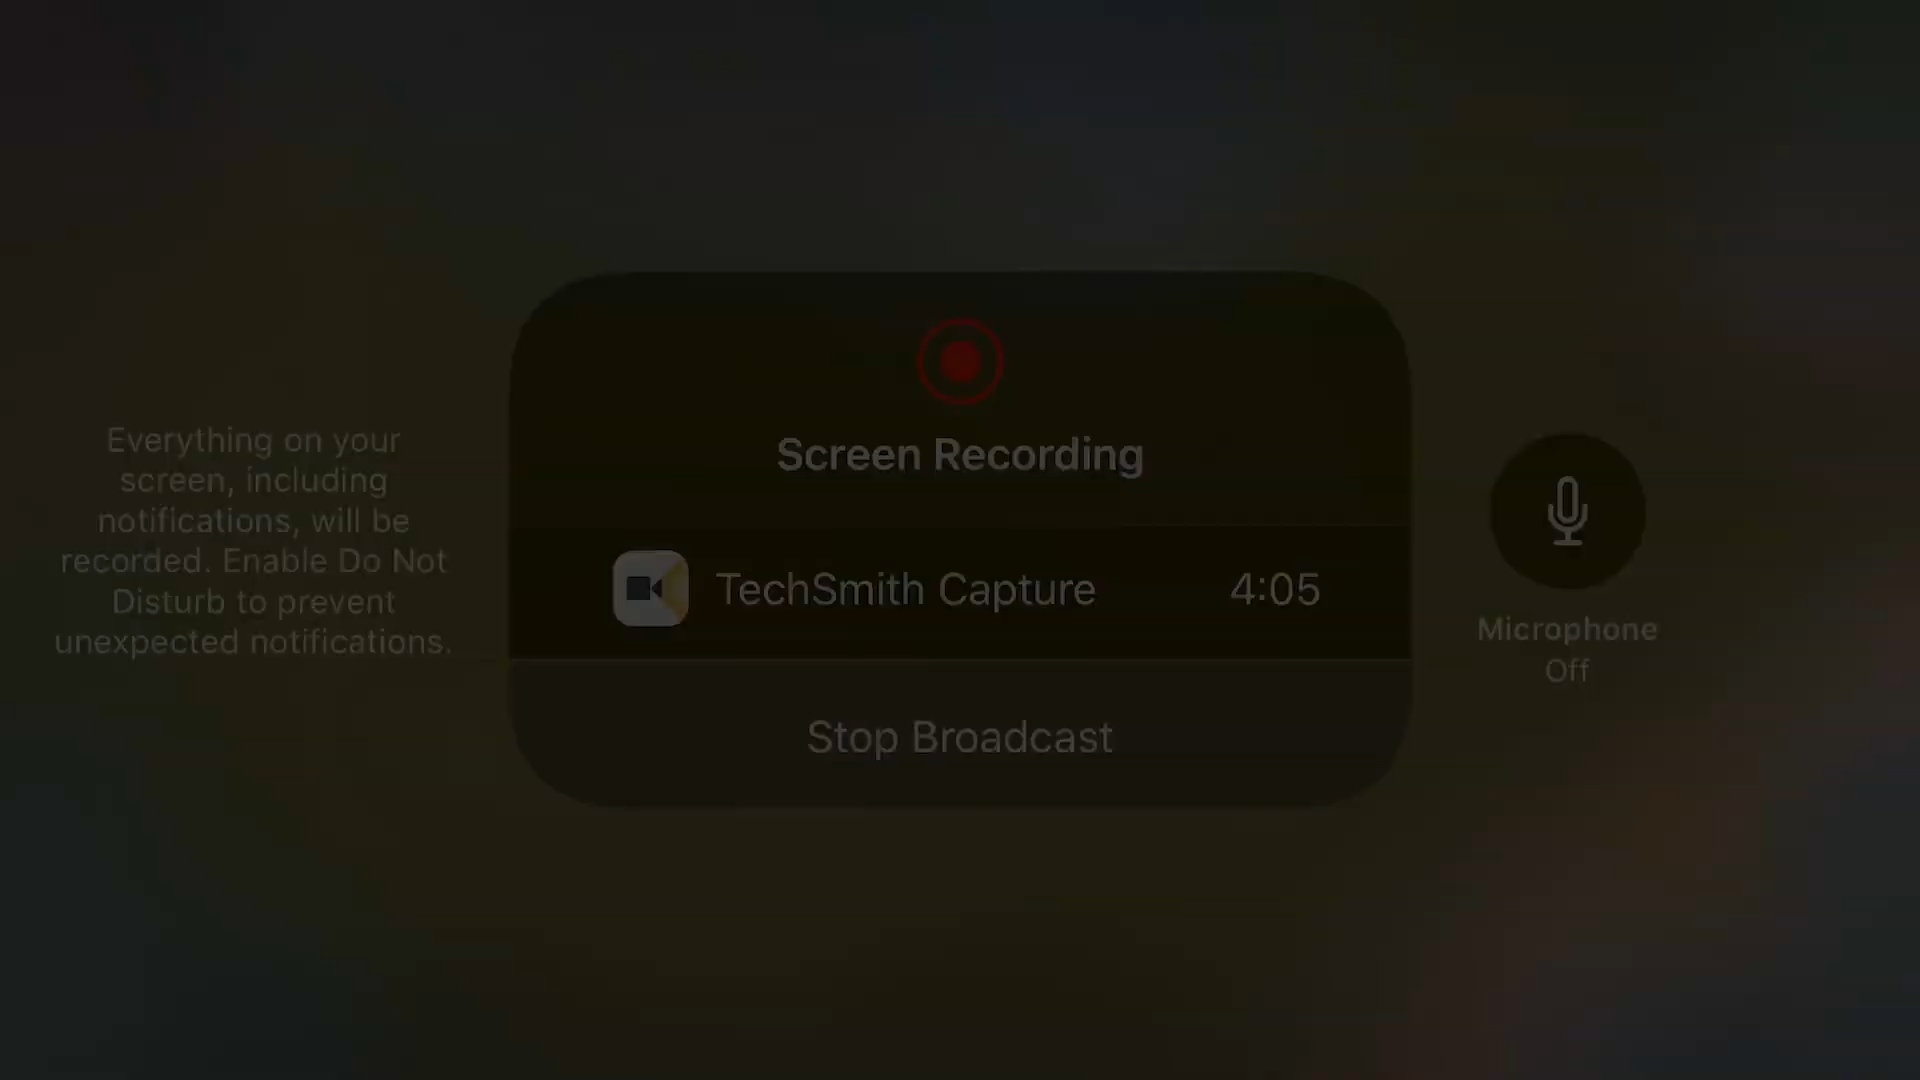 Everything on your
screen, including
notifications, will be
recorded. Enable Do Not
Disturb to prevent
unexpected notifications.
Screen Recording
TechSmith Capture 4:05
Stop Broadcast
Microphone
Off